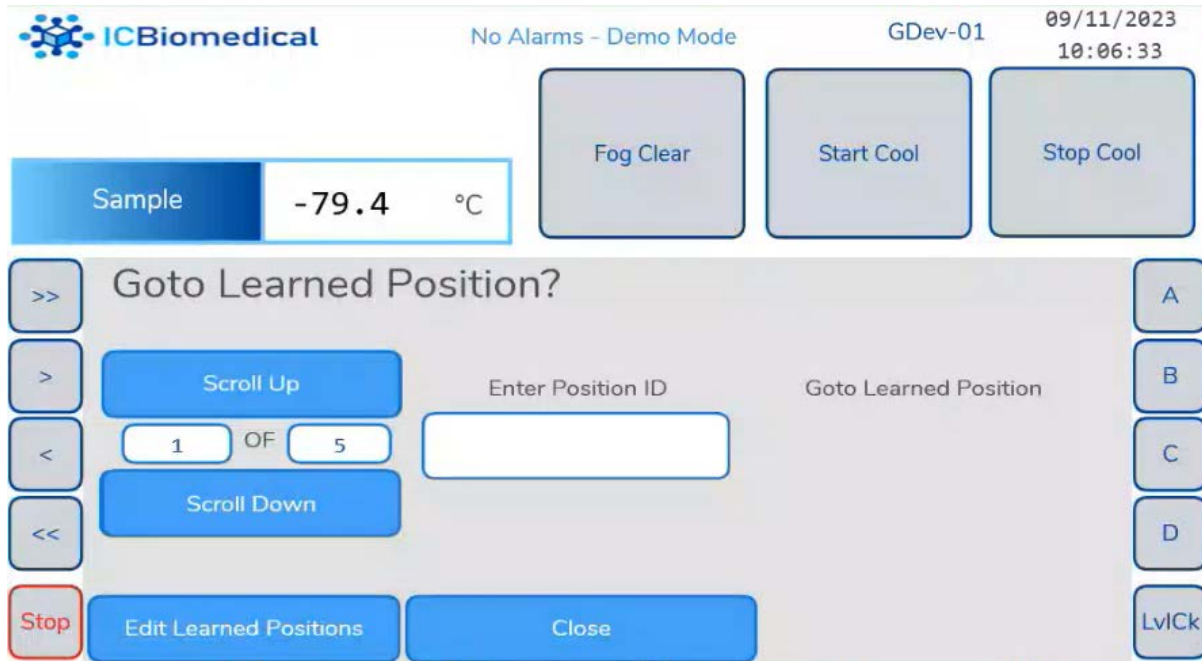 ICBiomedical
No Alarms - Demo Mode
GDev-01
09/11/2023
10:06:33
Fog Clear
Start Cool
Stop Cool
Sample
-79.4
°C
>>
>
<
<<
Stop
Goto Learned Position?
Scroll Up
1 OF 5
Scroll Down
Enter Position ID
Goto Learned Position
Edit Learned Positions
Close
A
B
C
D
LvlCk